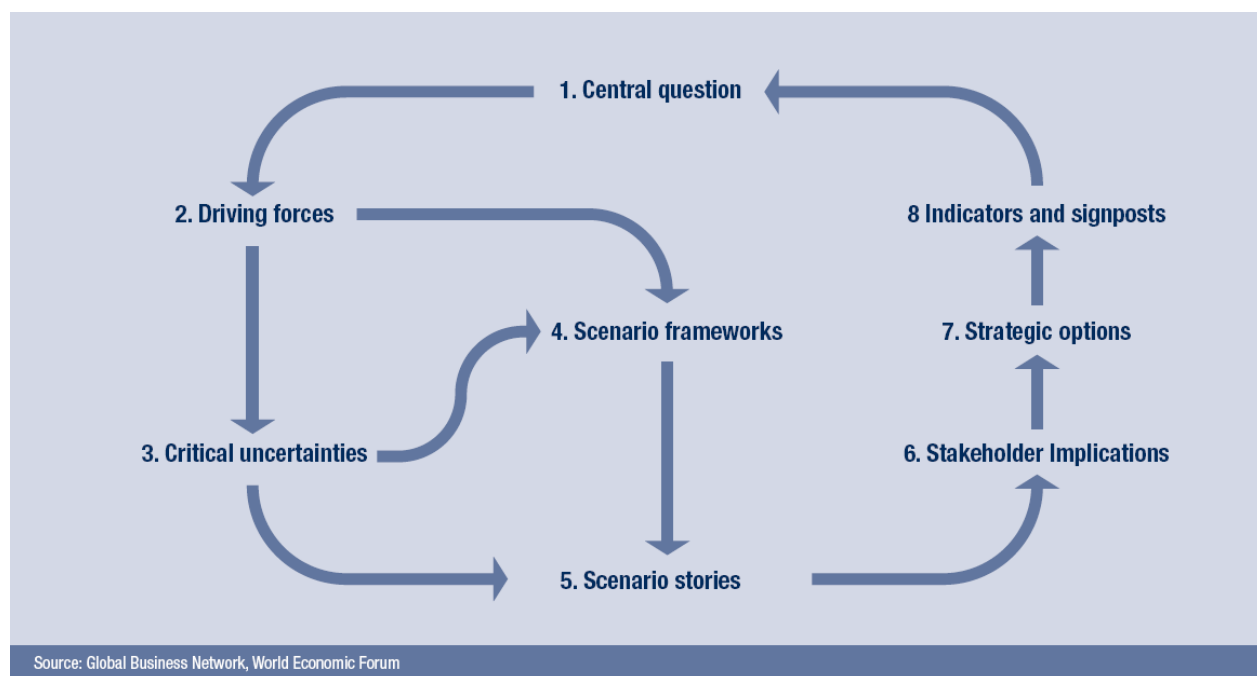 1. Central question
2. Driving forces
8 Indicators and signposts
4. Scenario frameworks
7. Strategic options
3. Critical uncertainties
6. Stakeholder Implications
5. Scenario stories
Source: Global Business Network, World Economic Forum